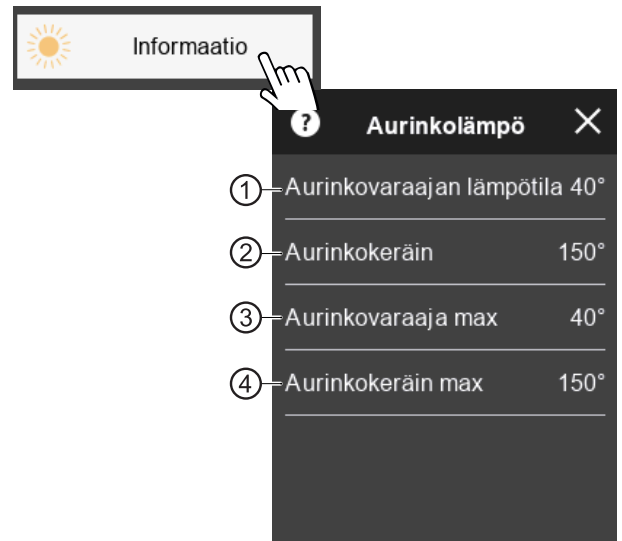 Informaatio
? Aurinkolämpö X
1 Aurinkovaraajan lämpötila 40°
2 Aurinkokeräin 150°
3 Aurinkovaraaja max 40°
4 Aurinkokeräin max 150°